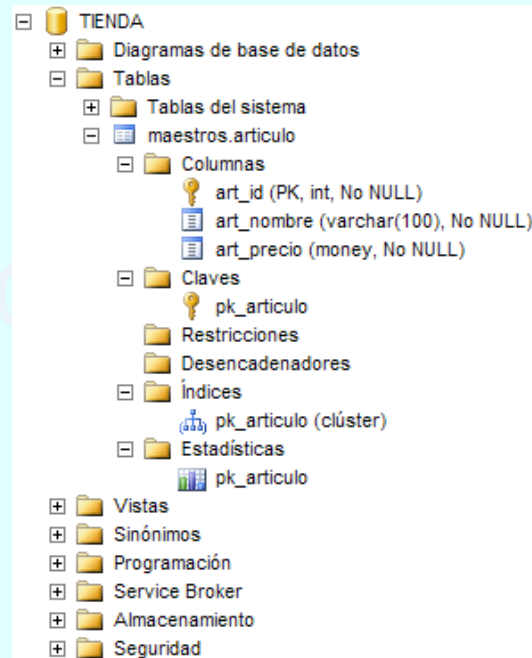 TIENDA
Diagramas de base de datos
Tablas
Tablas del sistema
maestros.articulo
Columnas
art_id (PK, int, No NULL)
art_nombre (varchar(100), No NULL)
art_precio (money, No NULL)
Claves
pk_articulo
Restricciones
Desencadenadores
Índices
pk_articulo (clúster)
Estadísticas
pk_articulo
Vistas
Sinónimos
Programación
Service Broker
Almacenamiento
Seguridad